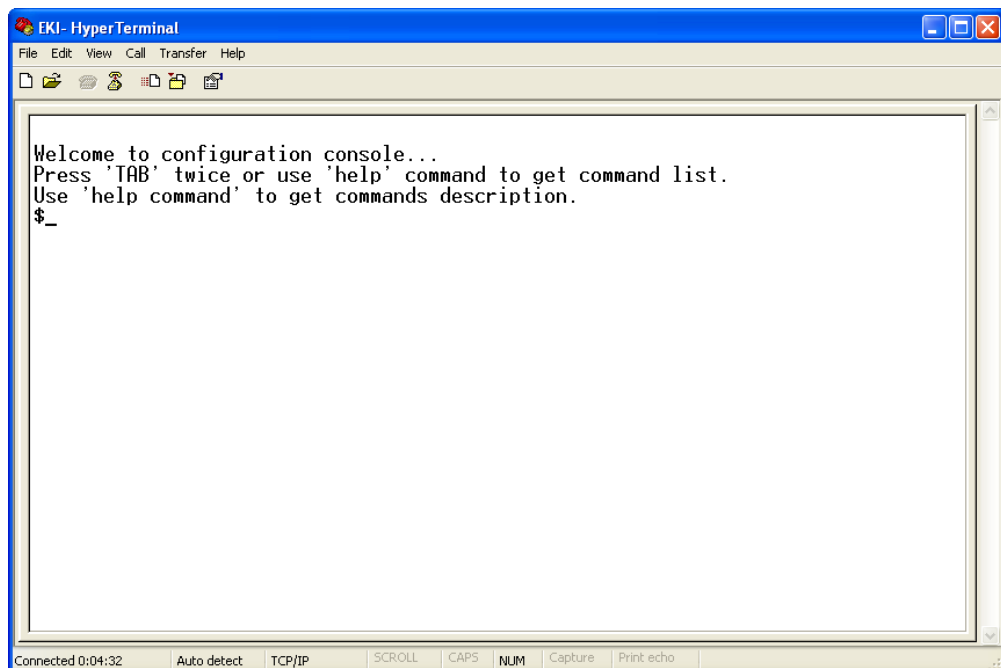 EKI- HyperTerminal
File Edit View Call Transfer Help
Welcome to configuration console...
Press 'TAB' twice or use 'help' command to get command list.
Use 'help command' to get commands description.
$_
Connected 0:04:32 Auto detect TCP/IP SCROLL CAPS NUM Capture Print echo